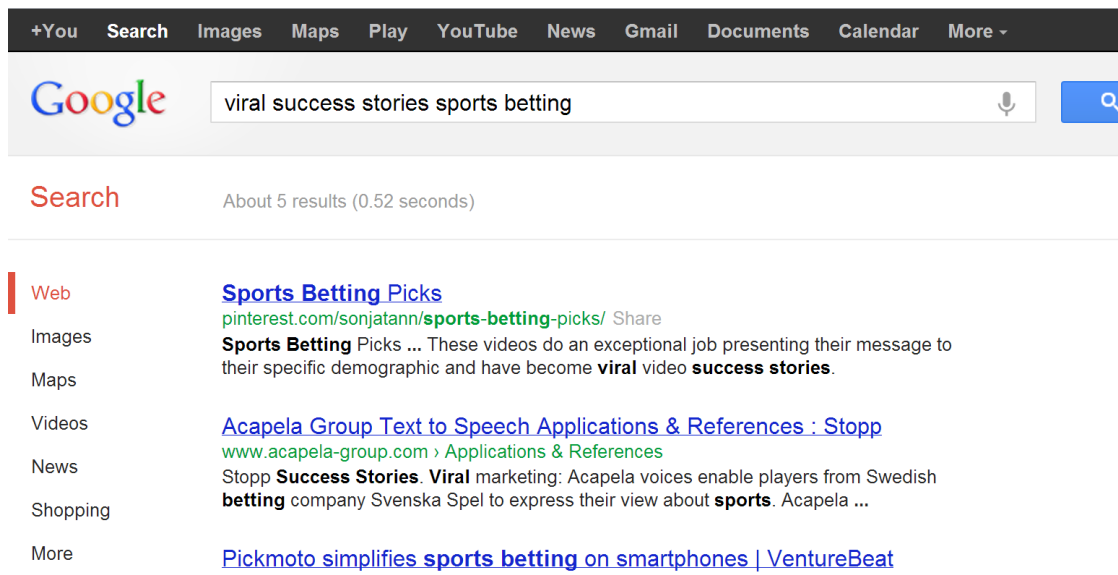 +You Search Images Maps Play YouTube News Gmail Documents Calendar More
Google
viral success stories sports betting
Search
About 5 results (0.52 seconds)
Web
Images
Maps
Videos
News
Shopping
More
Sports Betting Picks
pinterest.com/sonjatann/sports-betting-picks/ Share
Sports Betting Picks ... These videos do an exceptional job presenting their message to
their specific demographic and have become viral video success stories.
Acapela Group Text to Speech Applications & References : Stopp
www.acapela-group.com › Applications & References
Stopp Success Stories. Viral marketing: Acapela voices enable players from Swedish
betting company Svenska Spel to express their view about sports. Acapela ...
Pickmoto simplifies sports betting on smartphones | VentureBeat